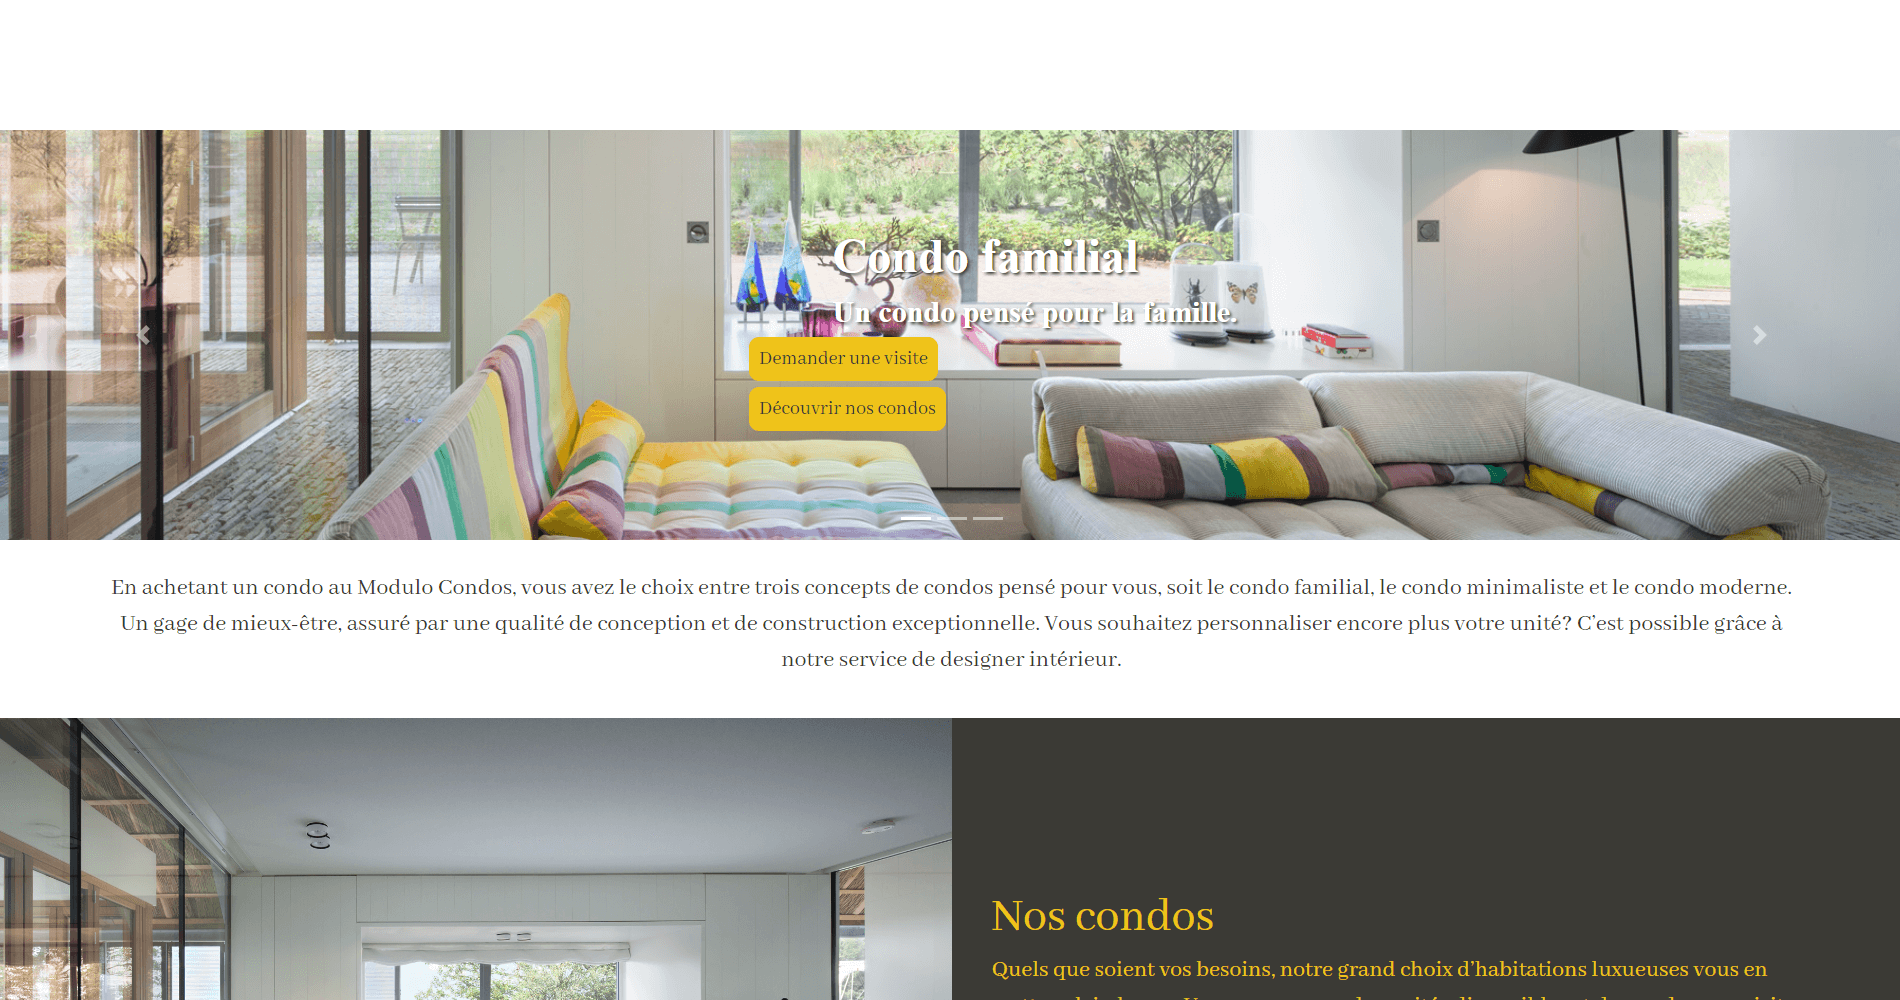 Condo familial
Un condo pensé pour la famille.
Demander une visite
Découvrir nos condos
En achetant un condo au Modulo Condos, vous avez le choix entre trois concepts de condos pensé pour vous, soit le condo familial, le condo minimaliste et le condo moderne.
Un gage de mieux-être, assuré par une qualité de conception et de construction exceptionnelle. Vous souhaitez personnaliser encore plus votre unité? C’est possible grâce à
notre service de designer intérieur.
Nos condos
Quels que soient vos besoins, notre grand choix d’habitations luxueuses vous en